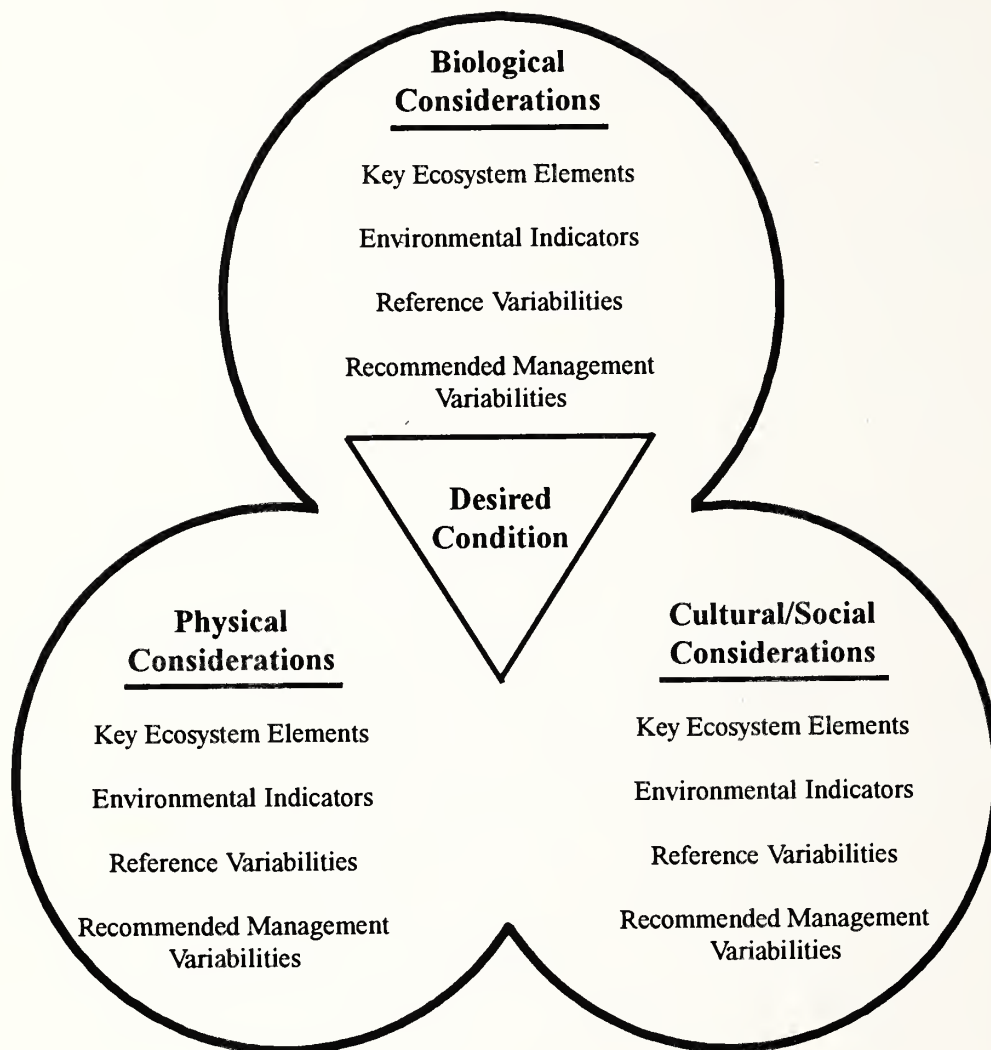 Biological
Considerations
Key Ecosystem Elements
Environmental Indicators
Reference Variabilities
Recommended Management
Variabilities
Desired
Condition
Physical
Considerations
Key Ecosystem Elements
Environmental Indicators
Reference Variabilities
Recommended Management
Variabilities
Cultural/Social
Considerations
Key Ecosystem Elements
Environmental Indicators
Reference Variabilities
Recommended Management
Variabilities